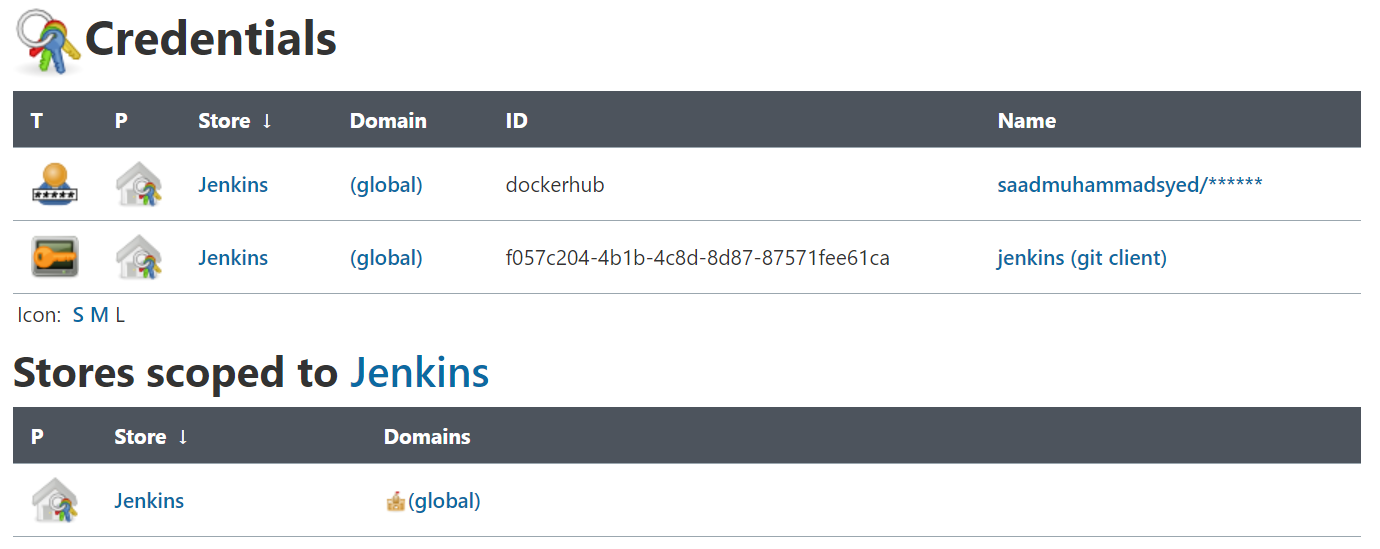 Credentials
T P Store ↓ Domain ID Name
Jenkins (global) dockerhub saadmuhammadsyed/******
Jenkins (global) f057c204-4b1b-4c8d-8d87-87571fee61ca jenkins (git client)
Icon: S M L
Stores scoped to Jenkins
P Store ↓ Domains
Jenkins (global)